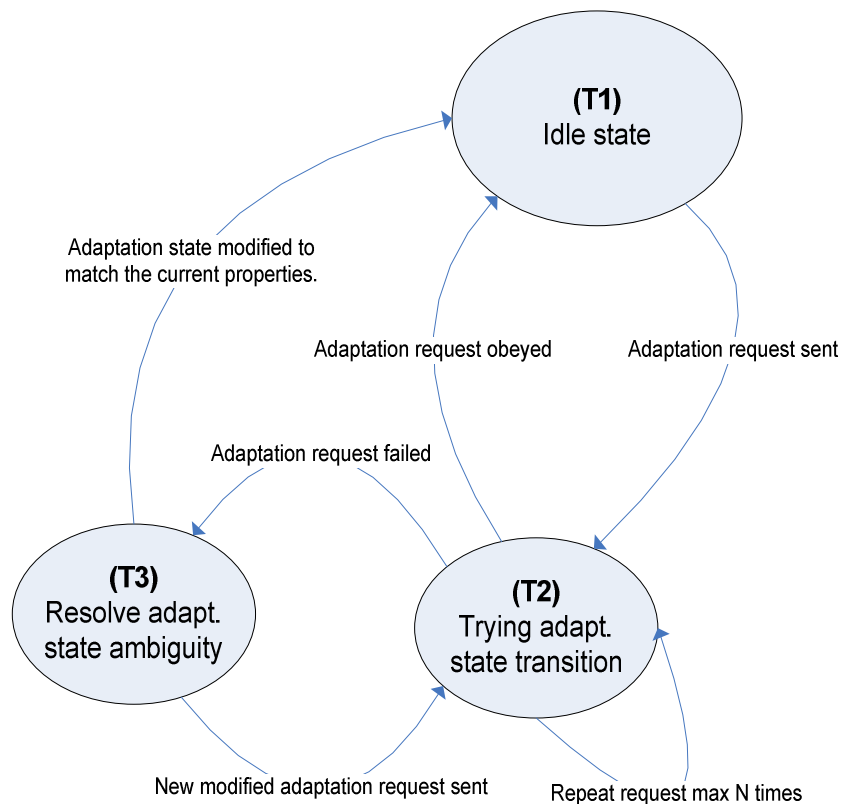 (T1)
Idle state
Adaptation state modified to
match the current properties.
Adaptation request obeyed
Adaptation request sent
Adaptation request failed
(T3)
Resolve adapt.
state ambiguity
(T2)
Trying adapt.
state transition
New modified adaptation request sent
Repeat request max N times